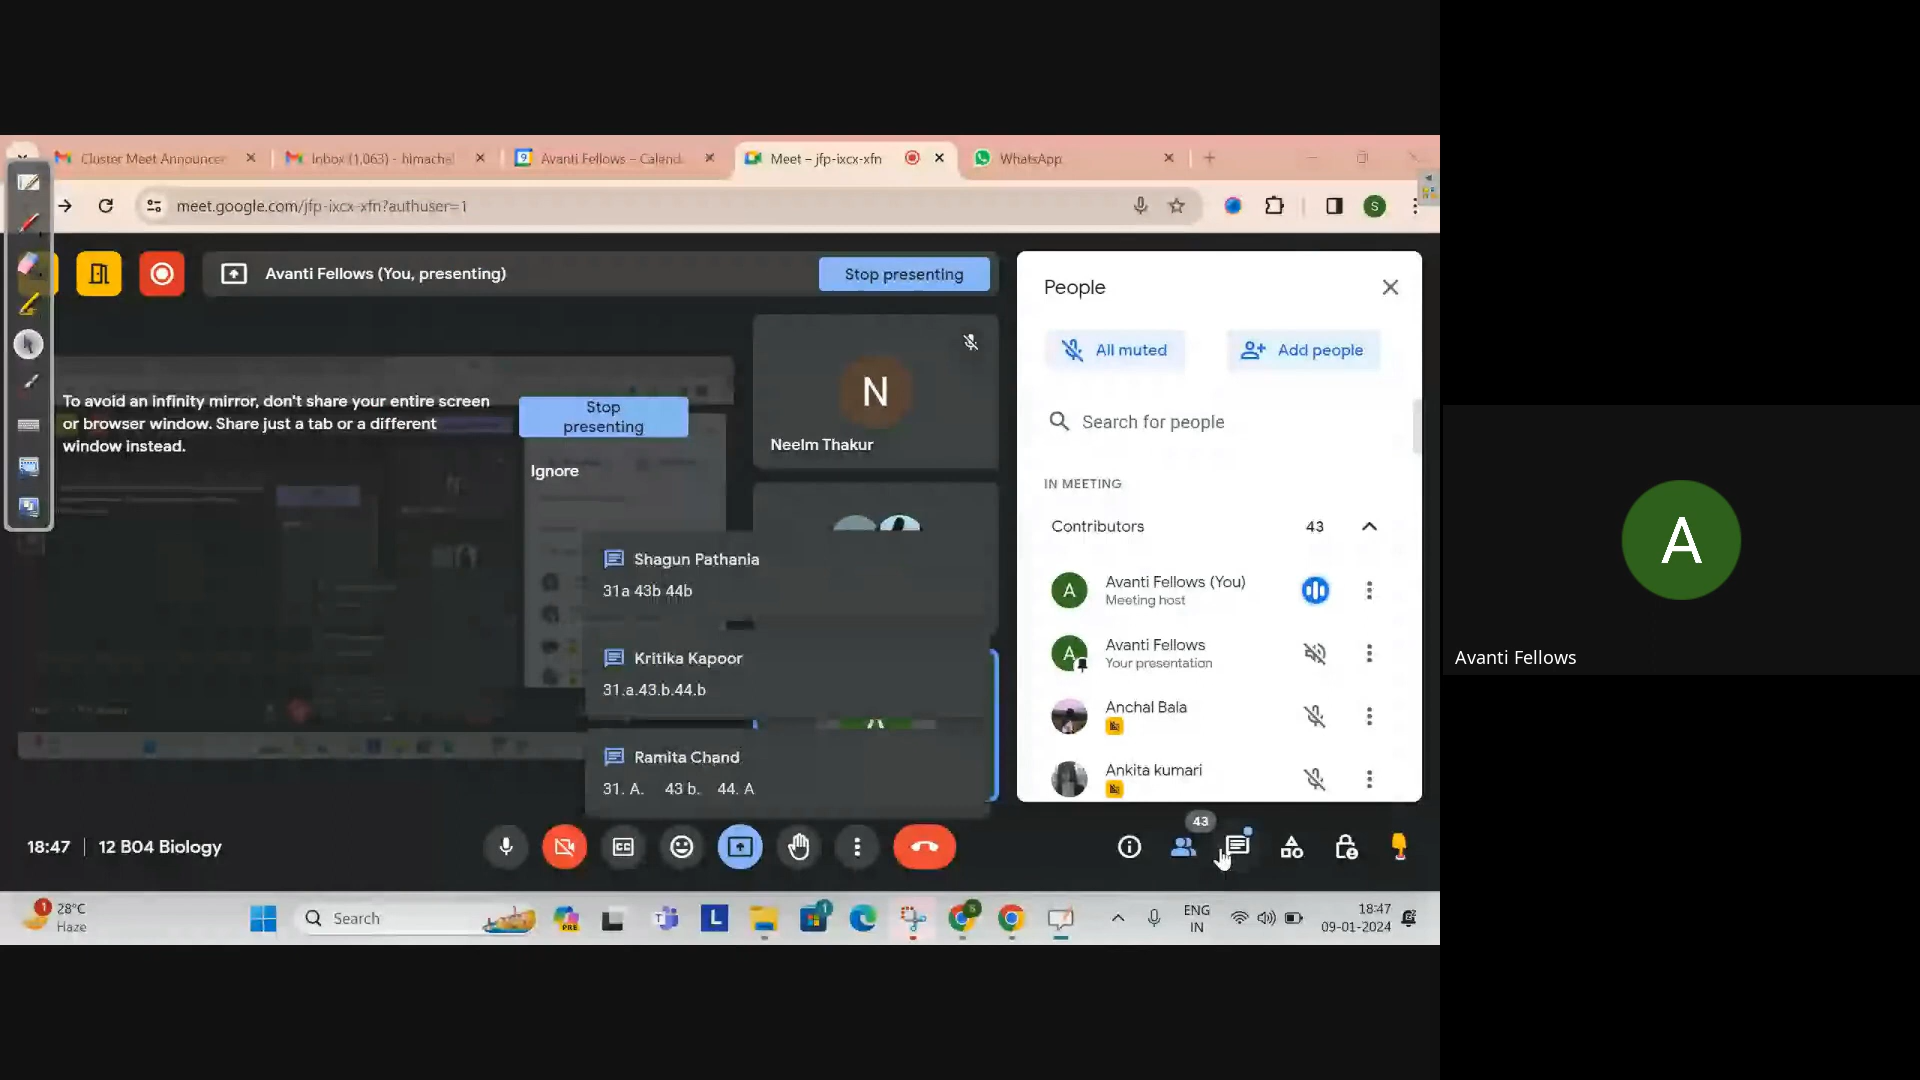 Cluster Meet Announcer
Inbox (1,063) - himachal
Avanti Fellows – Calend
Meet – jfp-ixcx-xfn
WhatsApp
meet.google.com/jfp-ixcx-xfn?authuser=1
S
Avanti Fellows (You, presenting)
Stop presenting
To avoid an infinity mirror, don't share your entire screen
or browser window. Share just a tab or a different
window instead.
Stop
presenting
Ignore
N
Neelm Thakur
Shagun Pathania
31a 43b 44b
Kritika Kapoor
31.a.43.b.44.b
Ramita Chand
31. A. 43 b. 44. A
People
All muted
Add people
Search for people
IN MEETING
Contributors 43
A
Avanti Fellows (You)
Meeting host
A
Avanti Fellows
Your presentation
Anchal Bala
Ankita kumari
43
18:47 | 12 B04 Biology
1
28°C
Haze
Search
PRE
L
1
5
ENG
IN
18:47
09-01-2024
A
Avanti Fellows